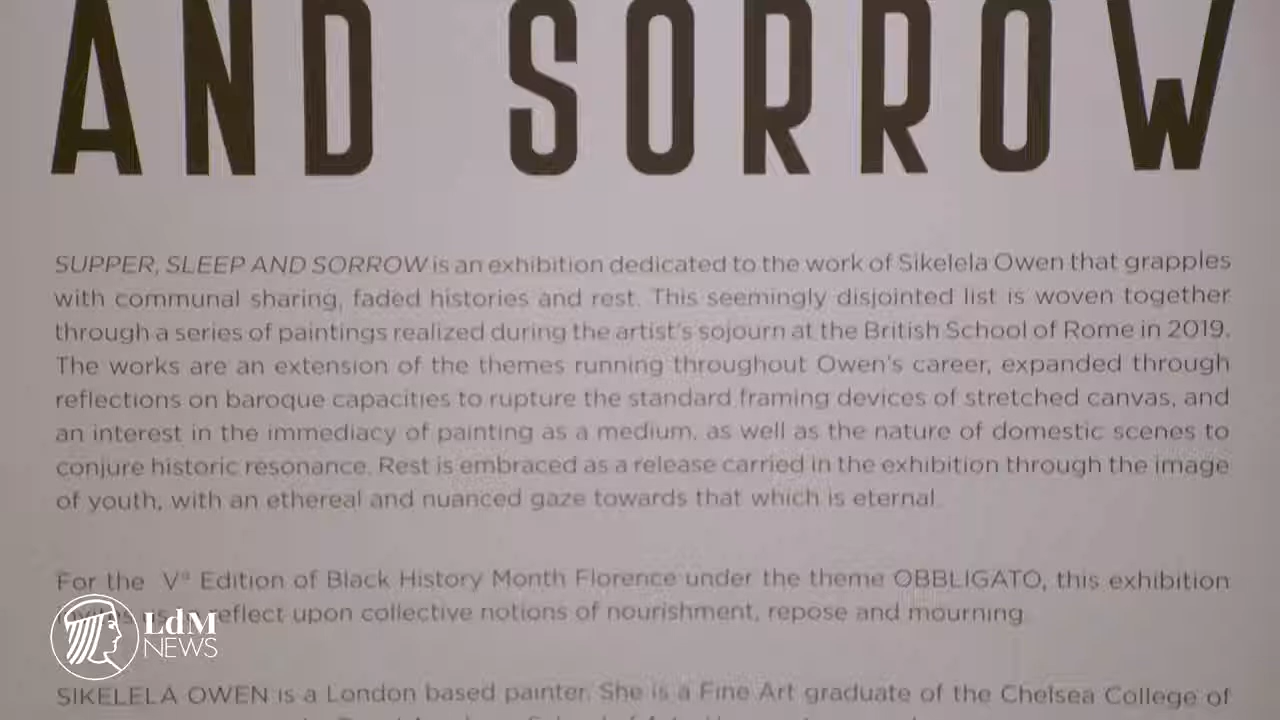 AND SORROW
SUPPER, SLEEP AND SORROW is an exhibition dedicated to the work of Sikelela Owen that grapples
with communal sharing, faded histories and rest. This seemingly disjointed list is woven together
through a series of paintings realized during the artist's sojourn at the British School of Rome in 2019.
The works are an extension of the themes running throughout Owen's career, expanded through
reflections on baroque capacities to rupture the standard framing devices of stretched canvas, and
an interest in the immediacy of painting as a medium, as well as the nature of domestic scenes to
conjure historic resonance. Rest is embraced as a release carried in the exhibition through the image
of youth, with an ethereal and nuanced gaze towards that which is eternal.
For the Vª Edition of Black History Month Florence under the theme OBBLIGATO, this exhibition
reflect upon collective notions of nourishment, repose and mourning.
LdM
NEWS
SIKELELA OWEN is a London based painter. She is a Fine Art graduate of the Chelsea College of